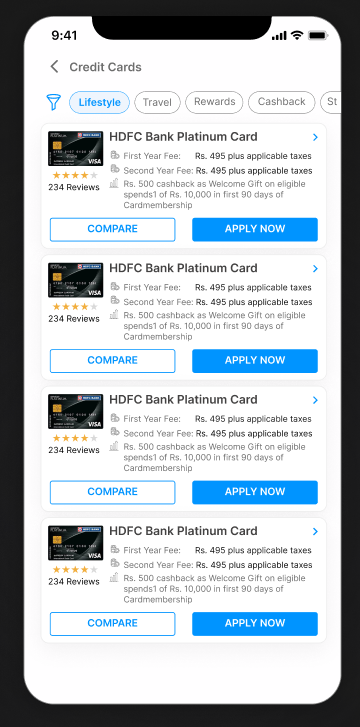 9:41
Credit Cards
Lifestyle Travel Rewards Cashback St
HDFC Bank Platinum Card
First Year Fee: Rs. 495 plus applicable taxes
Second Year Fee: Rs. 495 plus applicable taxes
234 Reviews
Rs. 500 cashback as Welcome Gift on eligible
spends1 of Rs. 10,000 in first 90 days of
Cardmembership
COMPARE APPLY NOW
HDFC Bank Platinum Card
First Year Fee: Rs. 495 plus applicable taxes
Second Year Fee: Rs. 495 plus applicable taxes
234 Reviews
Rs. 500 cashback as Welcome Gift on eligible
spends1 of Rs. 10,000 in first 90 days of
Cardmembership
COMPARE APPLY NOW
HDFC Bank Platinum Card
First Year Fee: Rs. 495 plus applicable taxes
Second Year Fee: Rs. 495 plus applicable taxes
234 Reviews
Rs. 500 cashback as Welcome Gift on eligible
spends1 of Rs. 10,000 in first 90 days of
Cardmembership
COMPARE APPLY NOW
HDFC Bank Platinum Card
First Year Fee: Rs. 495 plus applicable taxes
Second Year Fee: Rs. 495 plus applicable taxes
234 Reviews
Rs. 500 cashback as Welcome Gift on eligible
spends1 of Rs. 10,000 in first 90 days of
Cardmembership
COMPARE APPLY NOW